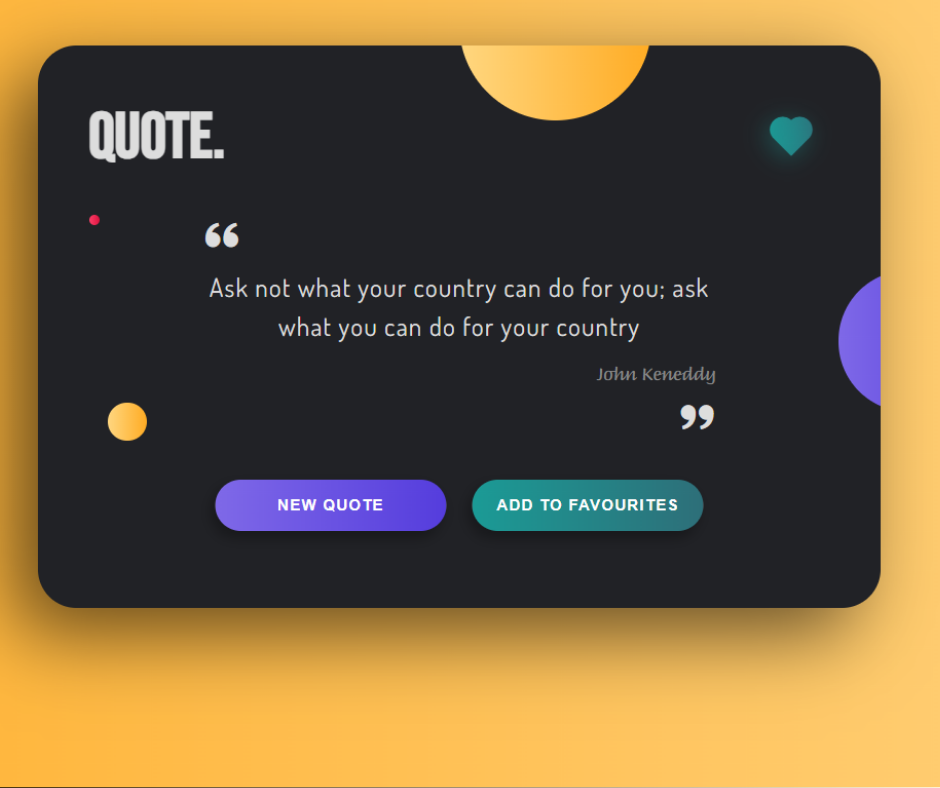 QUOTE.
“
Ask not what your country can do for you; ask
what you can do for your country
John Keneddy
”
NEW QUOTE
ADD TO FAVOURITES